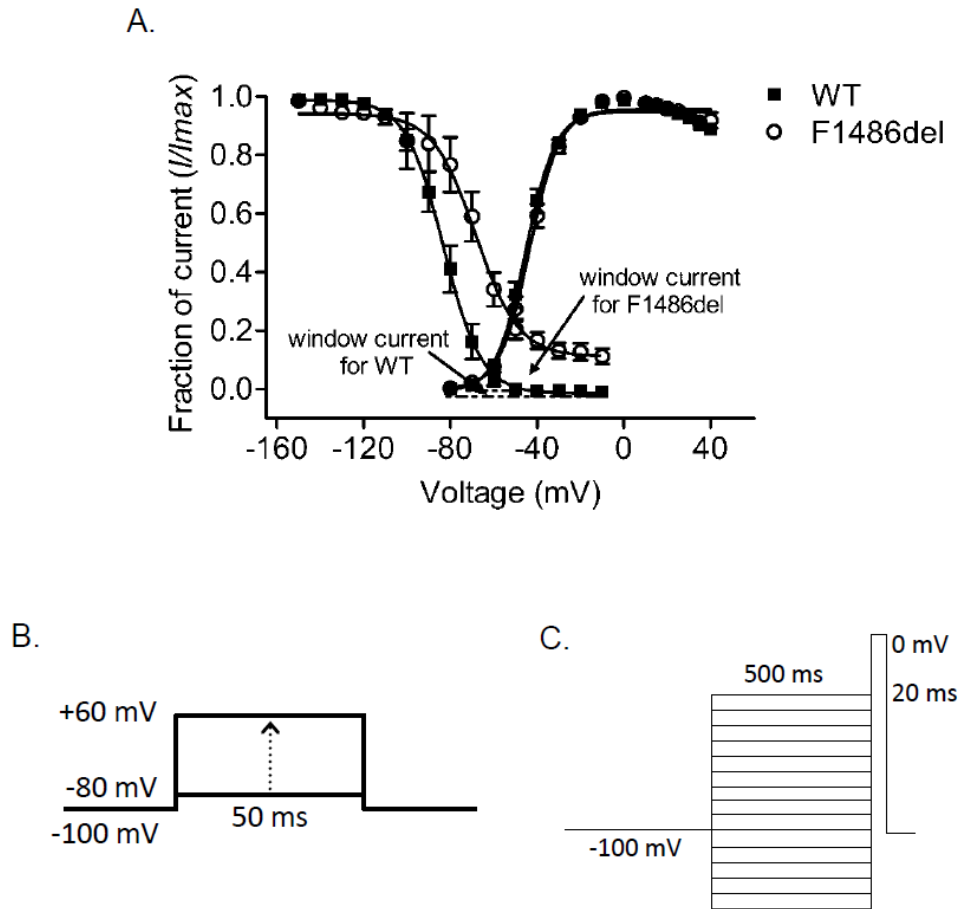 A.
Fraction of current (I/Imax)
1.0
0.8
0.6
0.4
0.2
0.0
WT
F1486del
window current
for F1486del
window current
for WT
-160
-120
-80
-40
0
40
Voltage (mV)
B.
+60 mV
-80 mV
50 ms
-100 mV
C.
0 mV
500 ms
20 ms
-100 mV